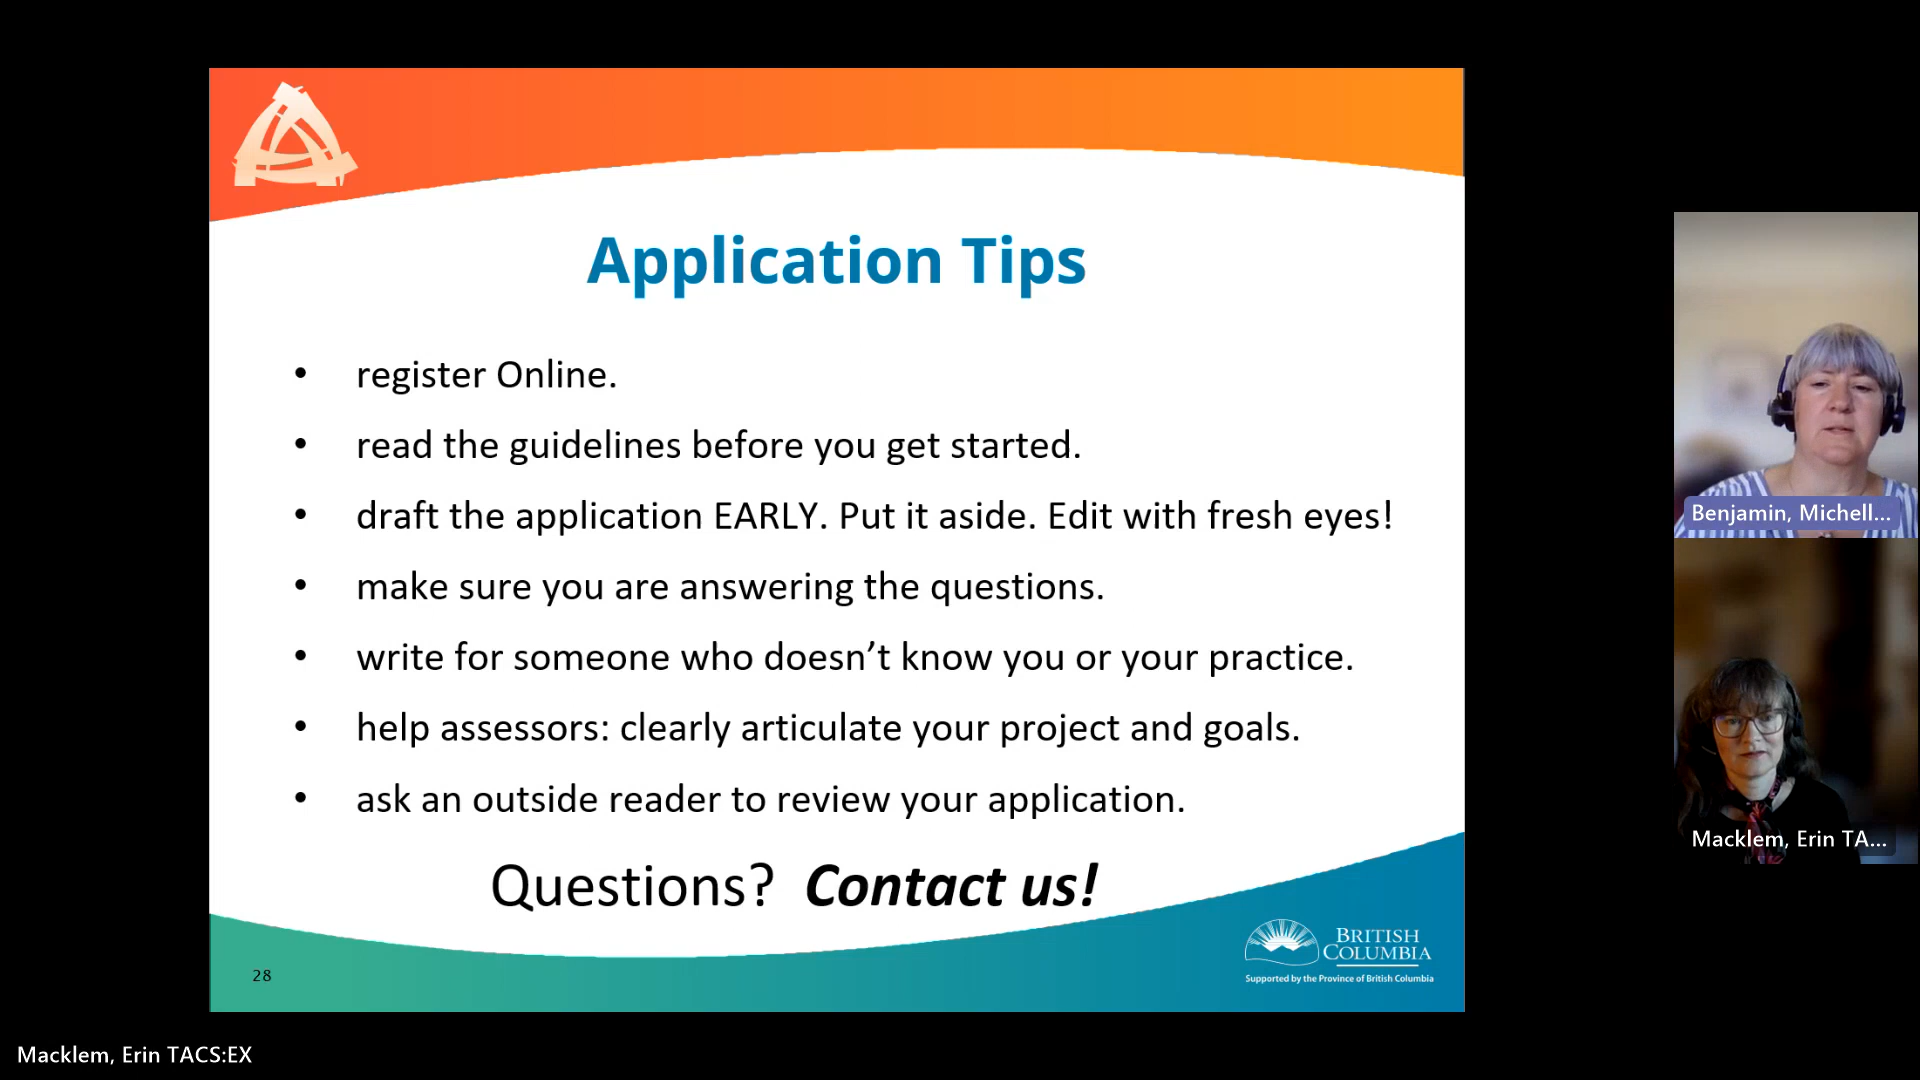 Application Tips
• register Online.
• read the guidelines before you get started.
• draft the application EARLY. Put it aside. Edit with fresh eyes!
• make sure you are answering the questions.
• write for someone who doesn’t know you or your practice.
• help assessors: clearly articulate your project and goals.
• ask an outside reader to review your application.
Questions? Contact us!
BRITISH
COLUMBIA
Supported by the Province of British Columbia
28
Benjamin, Michell...
Macklem, Erin TA...
Macklem, Erin TACS:EX